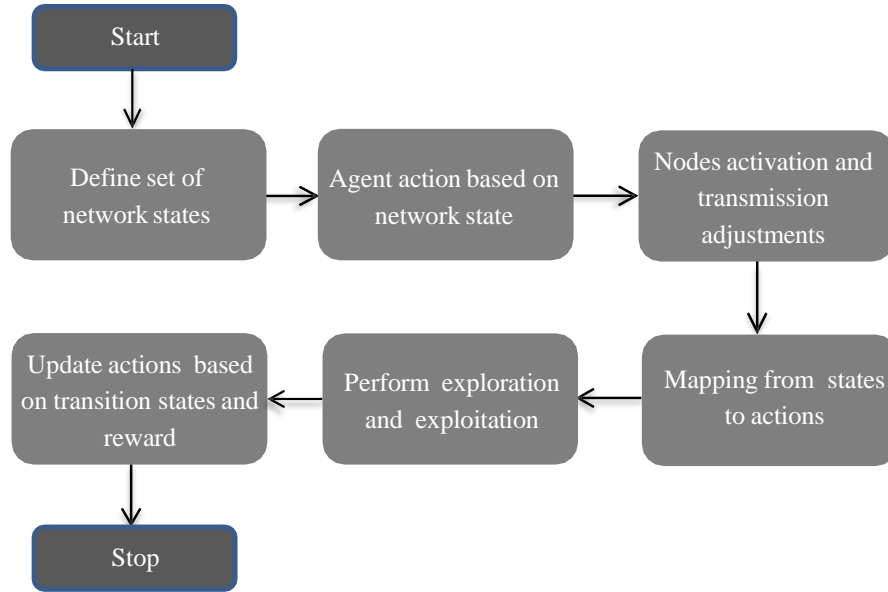 Start
Define set of
network states
Agent action based on
network state
Nodes activation and
transmission
adjustments
Mapping from states
to actions
Perform exploration
and exploitation
Update actions based
on transition states and
reward
Stop